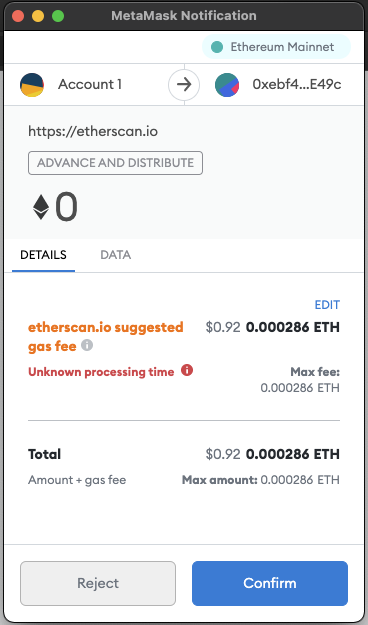 MetaMask Notification
Ethereum Mainnet
Account 1
0xebf4...E49c
https://etherscan.io
ADVANCE AND DISTRIBUTE
0
DETAILS
DATA
EDIT
etherscan.io suggested $0.92 0.000286 ETH
gas fee
Unknown processing time Max fee:
0.000286 ETH
Total $0.92 0.000286 ETH
Amount + gas fee Max amount: 0.000286 ETH
Reject
Confirm